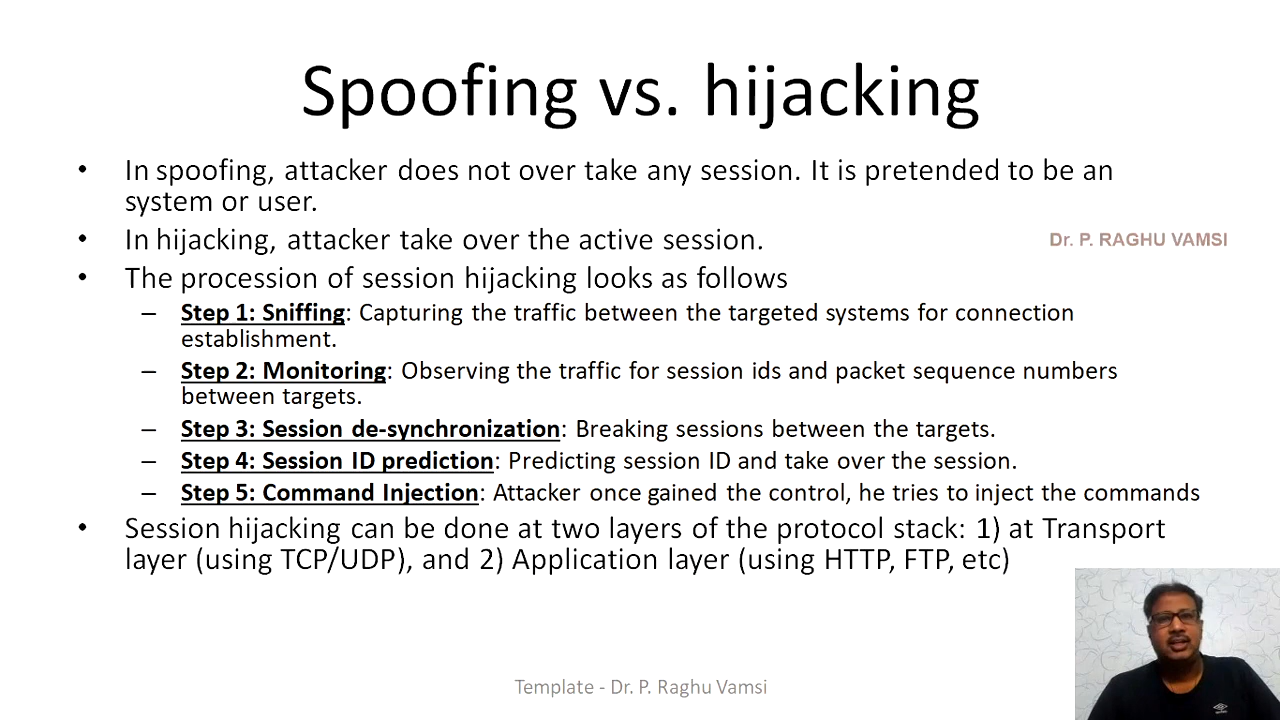 Spoofing vs. hijacking
• In spoofing, attacker does not over take any session. It is pretended to be an
system or user.
• In hijacking, attacker take over the active session.
Dr. P. RAGHU VAMSI
• The procession of session hijacking looks as follows
– Step 1: Sniffing: Capturing the traffic between the targeted systems for connection
establishment.
– Step 2: Monitoring: Observing the traffic for session ids and packet sequence numbers
between targets.
– Step 3: Session de-synchronization: Breaking sessions between the targets.
– Step 4: Session ID prediction: Predicting session ID and take over the session.
– Step 5: Command Injection: Attacker once gained the control, he tries to inject the commands
• Session hijacking can be done at two layers of the protocol stack: 1) at Transport
layer (using TCP/UDP), and 2) Application layer (using HTTP, FTP, etc)
Template - Dr. P. Raghu Vamsi